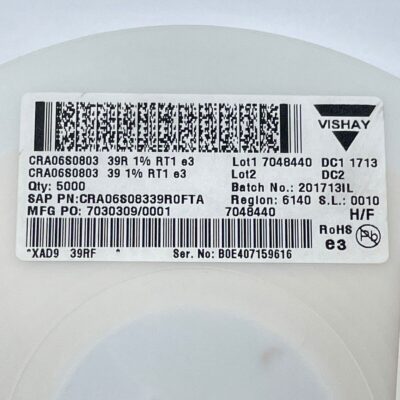 VISHAY
CRA06S0803 39R 1% RT1 e3 Lot1 7048440 DC1 1713
CRA06S0803 39 1% RT1 e3 Lot2 DC2
Qty: 5000 Batch No.: 201713IL
SAP PN:CRA06S08339R0FTA Region: 6140 S.L.: 0010
MFG PO: 7030309/0001 7048440 H/F
RoHS
e3 Pb
*XAD9 39RF * Ser. No: B0E407159616